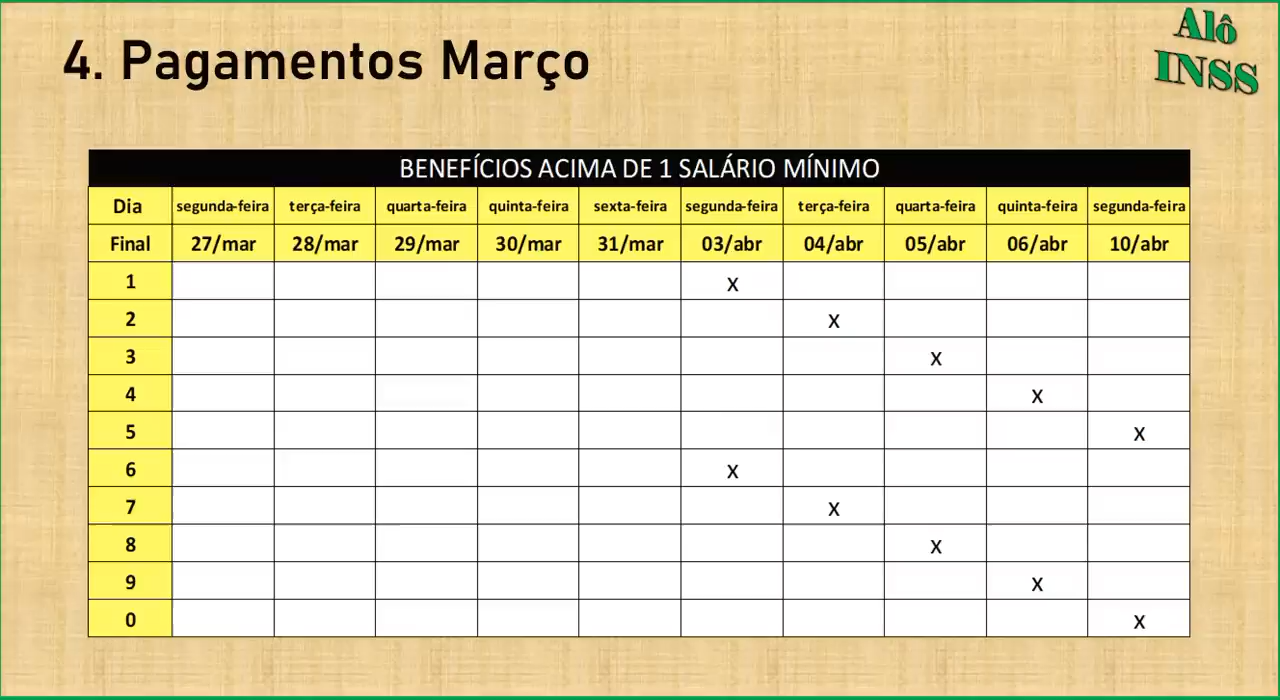 4. Pagamentos Março
Alô
INSS
BENEFÍCIOS ACIMA DE 1 SALÁRIO MÍNIMO
Dia segunda-feira terça-feira quarta-feira quinta-feira sexta-feira segunda-feira terça-feira quarta-feira quinta-feira segunda-feira
Final 27/mar 28/mar 29/mar 30/mar 31/mar 03/abr 04/abr 05/abr 06/abr 10/abr
1 x
2 x
3 x
4 x
5 x
6 x
7 x
8 x
9 x
0 x